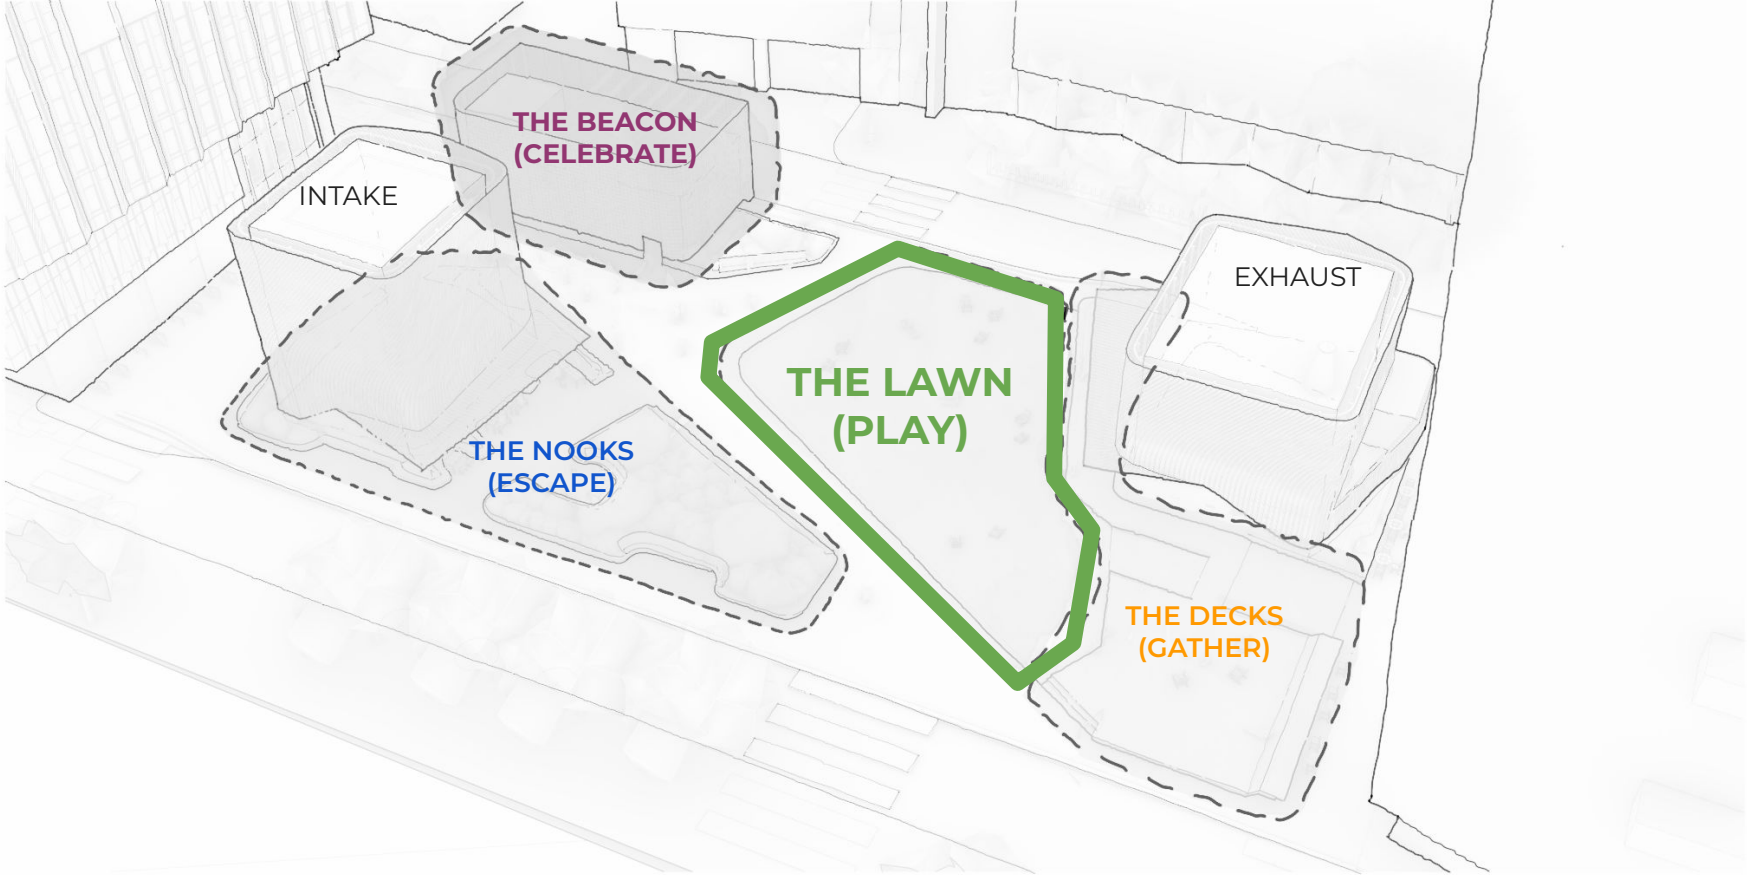 THE BEACON
(CELEBRATE)
INTAKE
EXHAUST
THE LAWN
(PLAY)
THE NOOKS
(ESCAPE)
THE DECKS
(GATHER)